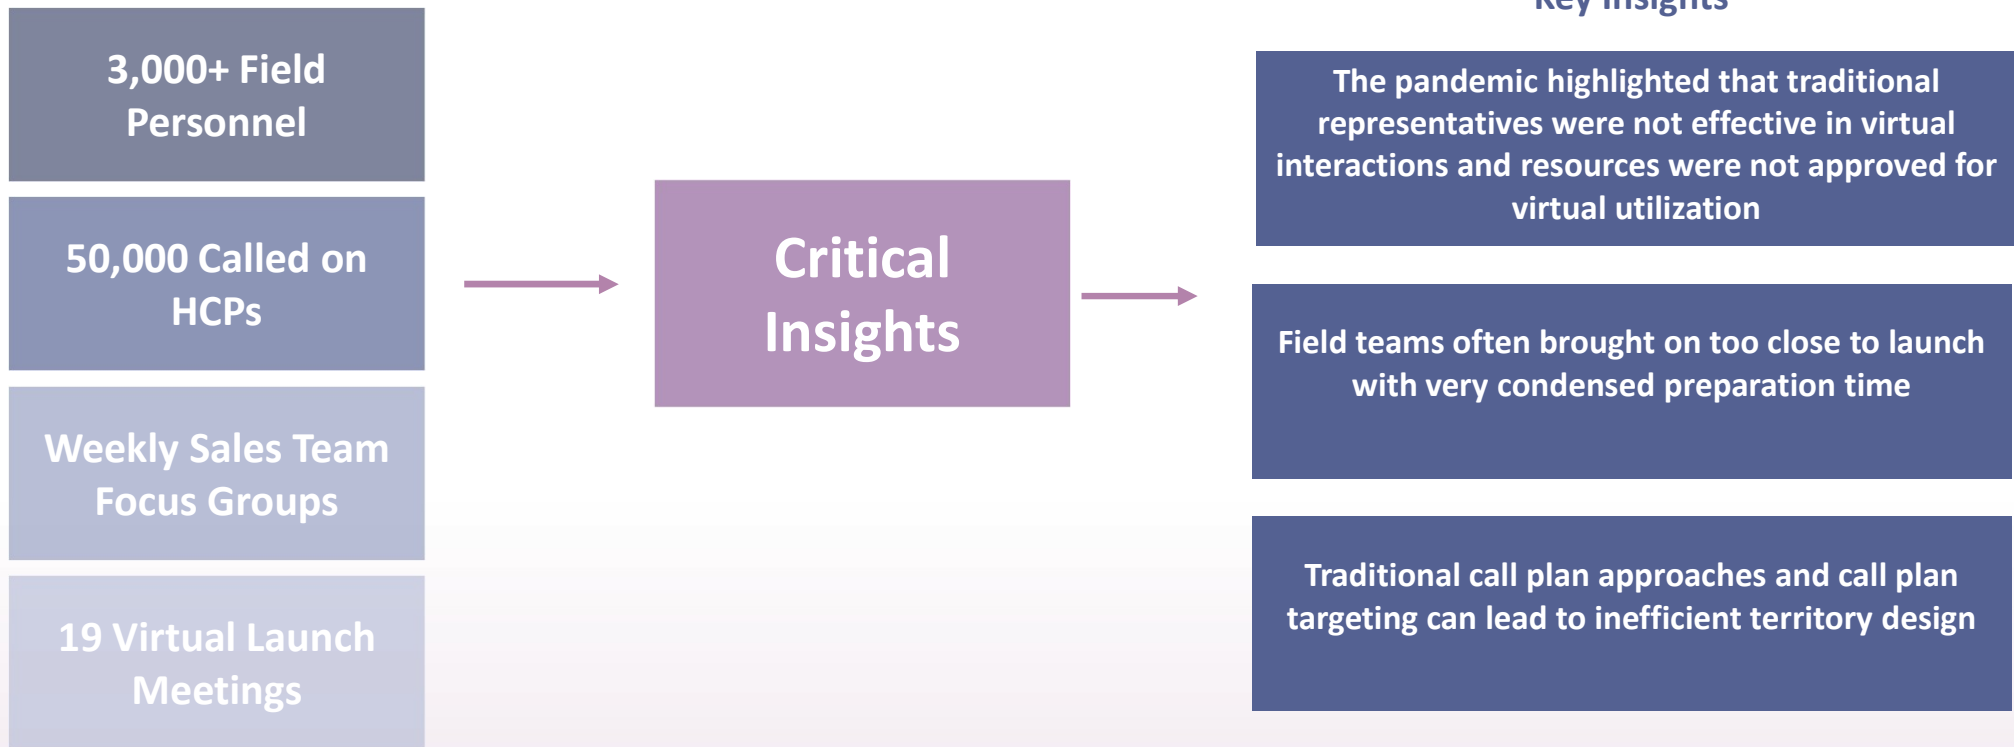 3,000+ Field
Personnel
50,000 Called on
HCPs
Weekly Sales Team
Focus Groups
19 Virtual Launch
Meetings
Critical
Insights
Key Insights
The pandemic highlighted that traditional
representatives were not effective in virtual
interactions and resources were not approved for
virtual utilization
Field teams often brought on too close to launch
with very condensed preparation time
Traditional call plan approaches and call plan
targeting can lead to inefficient territory design